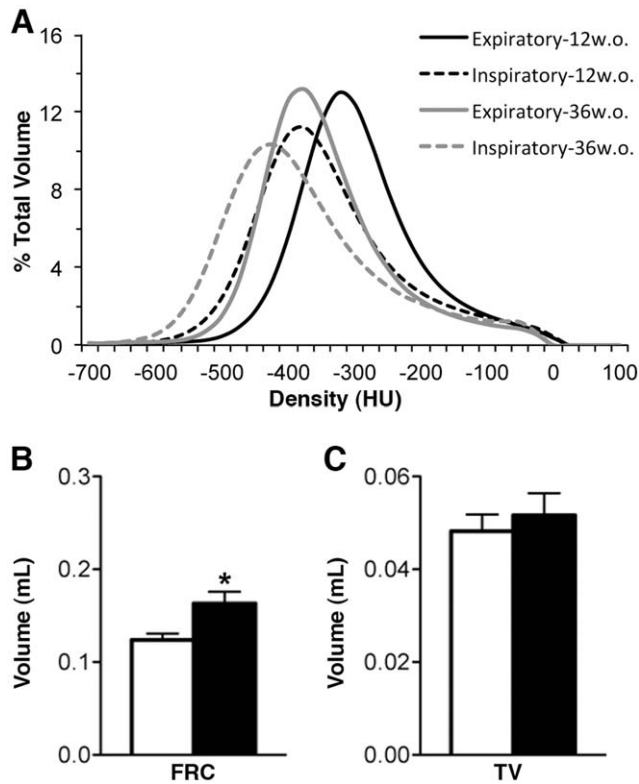 A
16
12
8
4
0
% Total Volume
-700 -600 -500 -400 -300 -200 -100 0 100
Density (HU)
Expiratory-12w.o.
Inspiratory-12w.o.
Expiratory-36w.o.
Inspiratory-36w.o.
B
0.3
0.2
0.1
0.0
Volume (mL)
*
FRC
C
0.06
0.04
0.02
0.00
Volume (mL)
TV